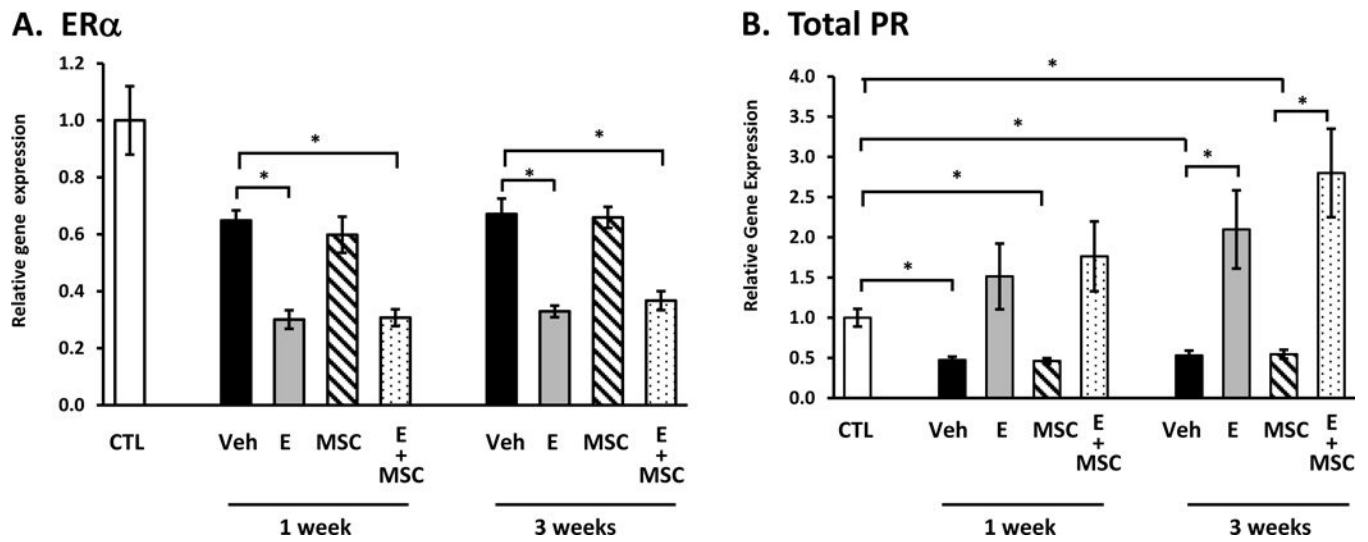 A. ERα
Relative gene expression
1.2
1.0
0.8
0.6
0.4
0.2
0.0
*
*
*
*
CTL
Veh
E
MSC
E
+
MSC
Veh
E
MSC
E
+
MSC
1 week
3 weeks
B. Total PR
Relative Gene Expression
4.0
3.5
3.0
2.5
2.0
1.5
1.0
0.5
0.0
*
*
*
*
*
*
CTL
Veh
E
MSC
E
+
MSC
Veh
E
MSC
E
+
MSC
1 week
3 weeks